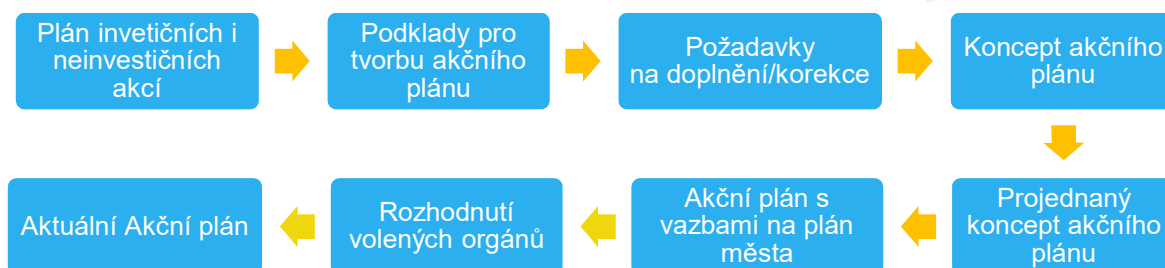 Plán invetičních i
neinvestičních
akcí
Podklady pro
tvorbu akčního
plánu
Požadavky
na doplnění/korekce
Koncept akčního
plánu
Projednaný
koncept akčního
plánu
Akční plán s
vazbami na plán
města
Rozhodnutí
volených orgánů
Aktuální Akční plán